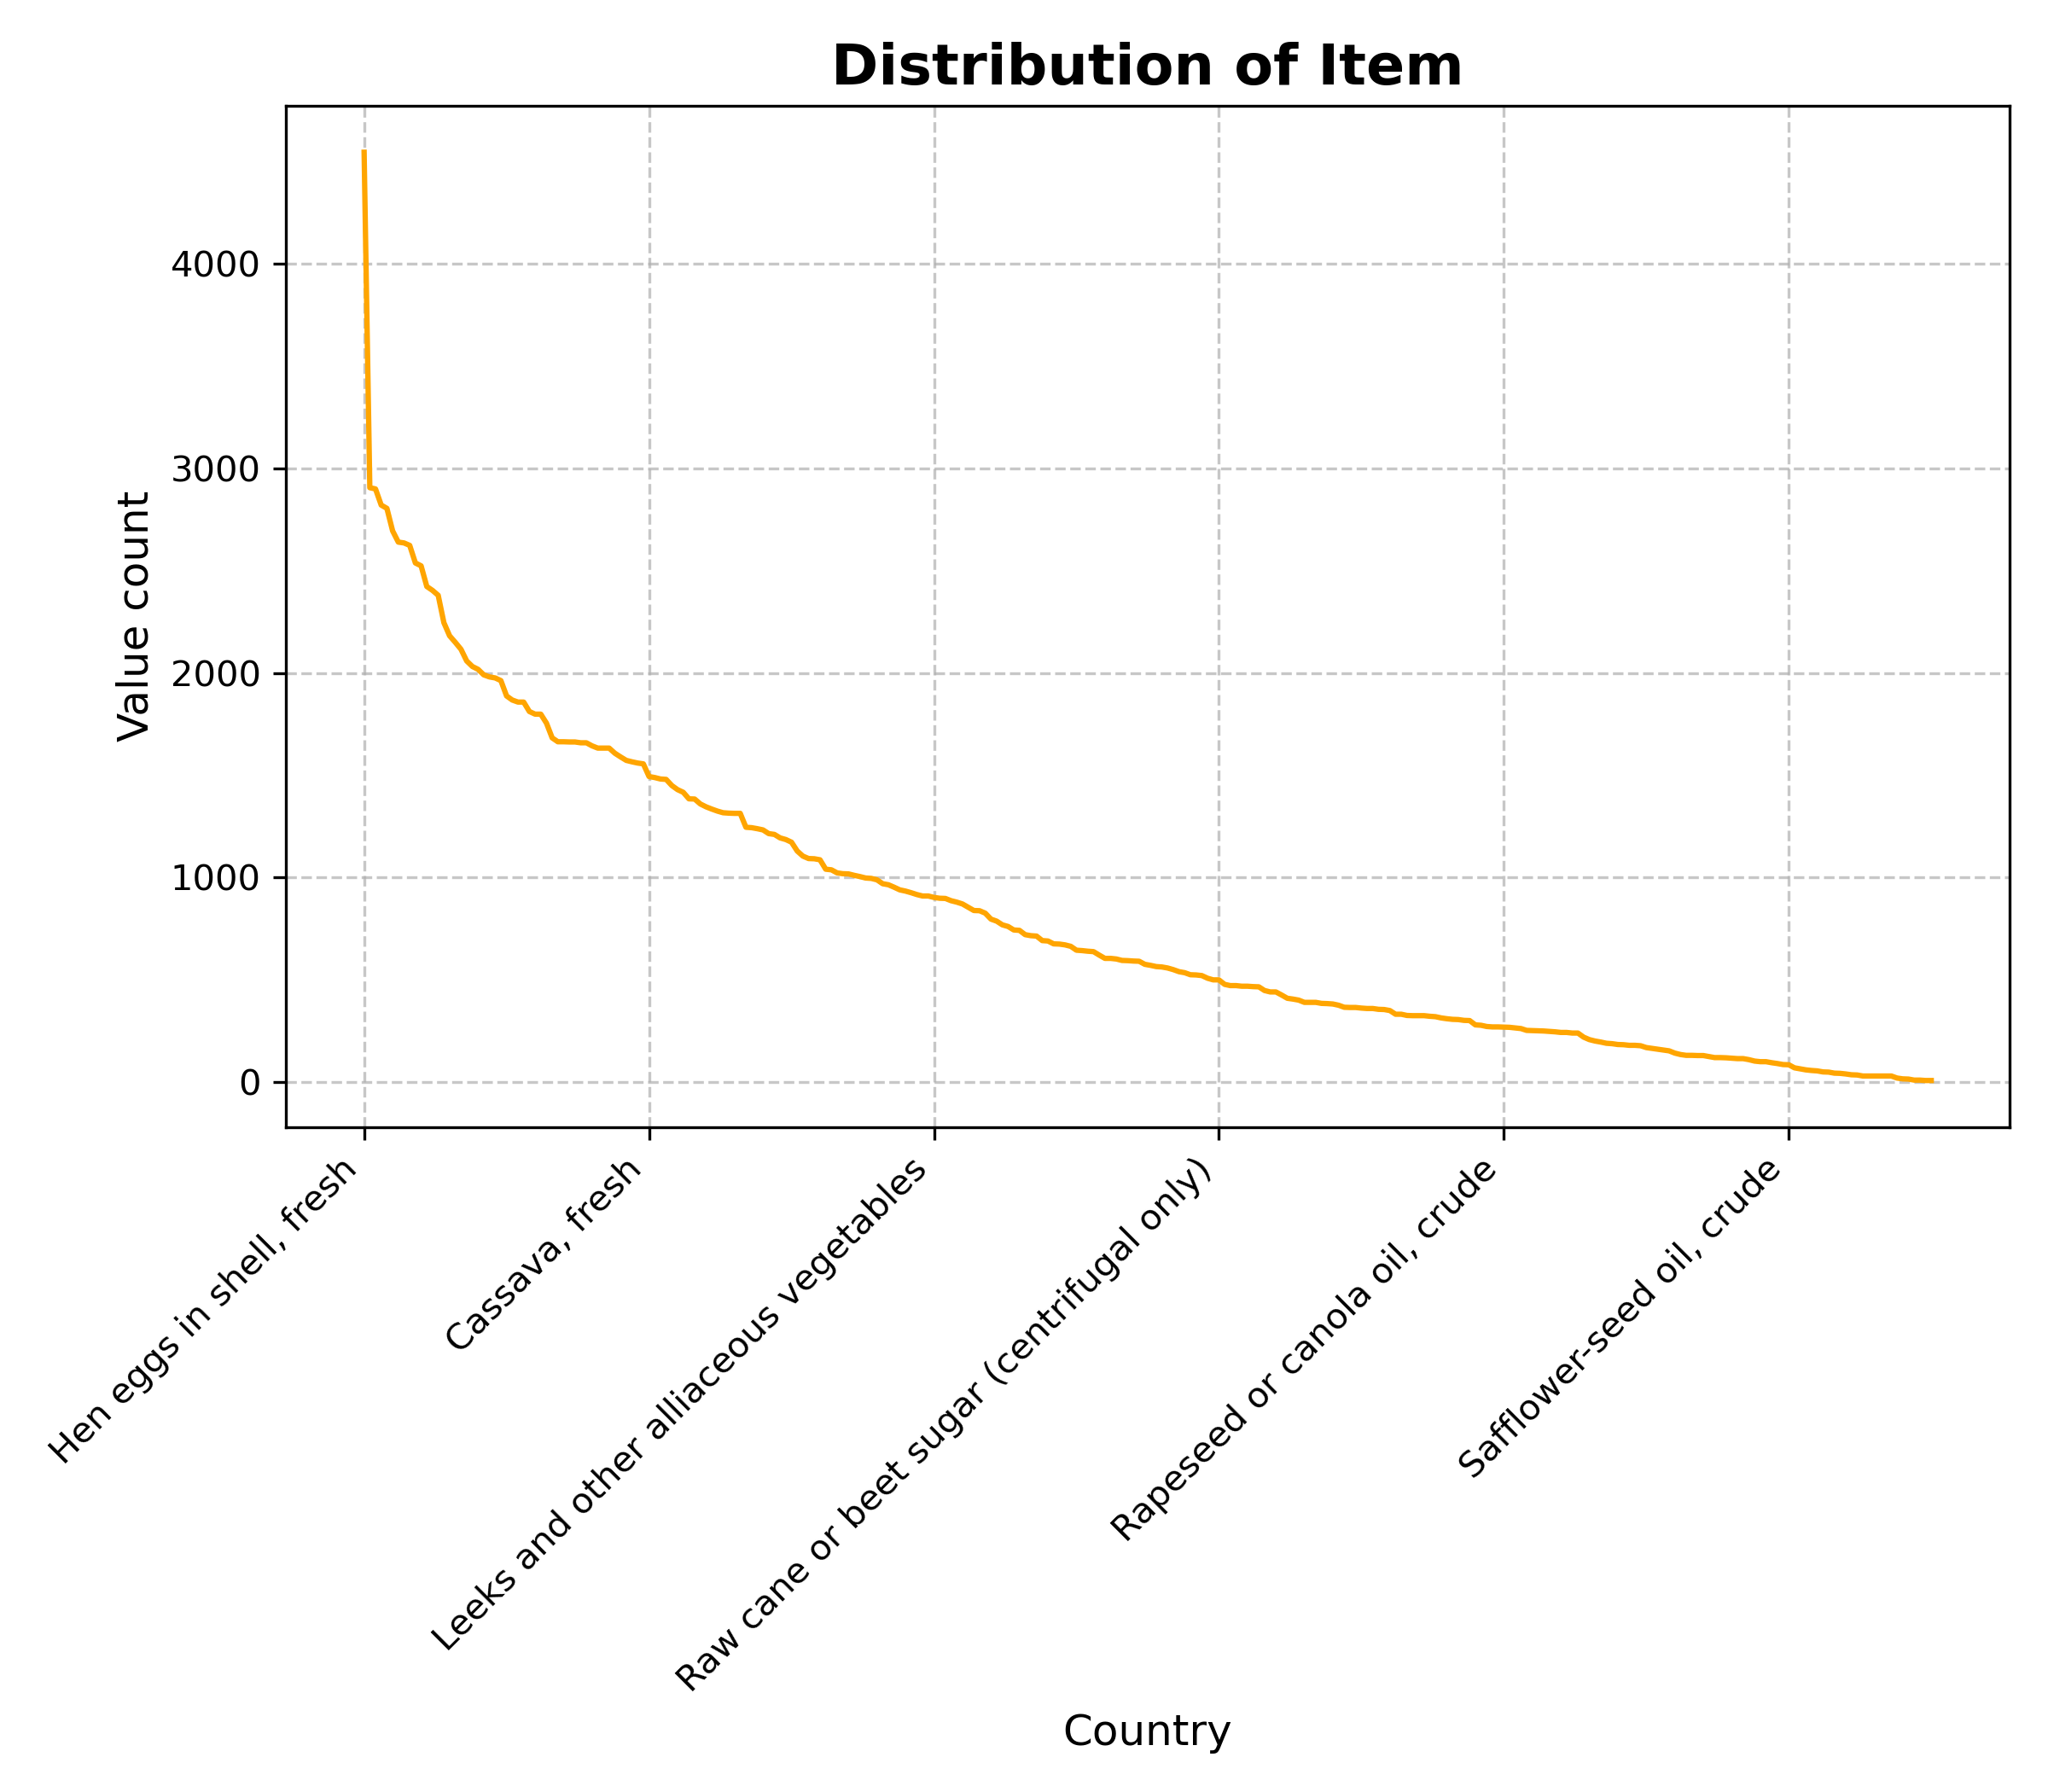 Distribution of Item
Value count
4000
3000
2000
1000
0
Hen eggs in shell, fresh
Cassava, fresh
Leeks and other alliaceous vegetables
Raw cane or beet sugar (centrifugal only)
Rapeseed or canola oil, crude
Safflower-seed oil, crude
Country